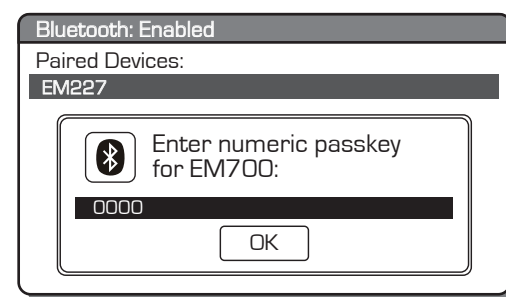 Bluetooth: Enabled
Paired Devices:
EM227
Enter numeric passkey
for EM700:
0000
OK